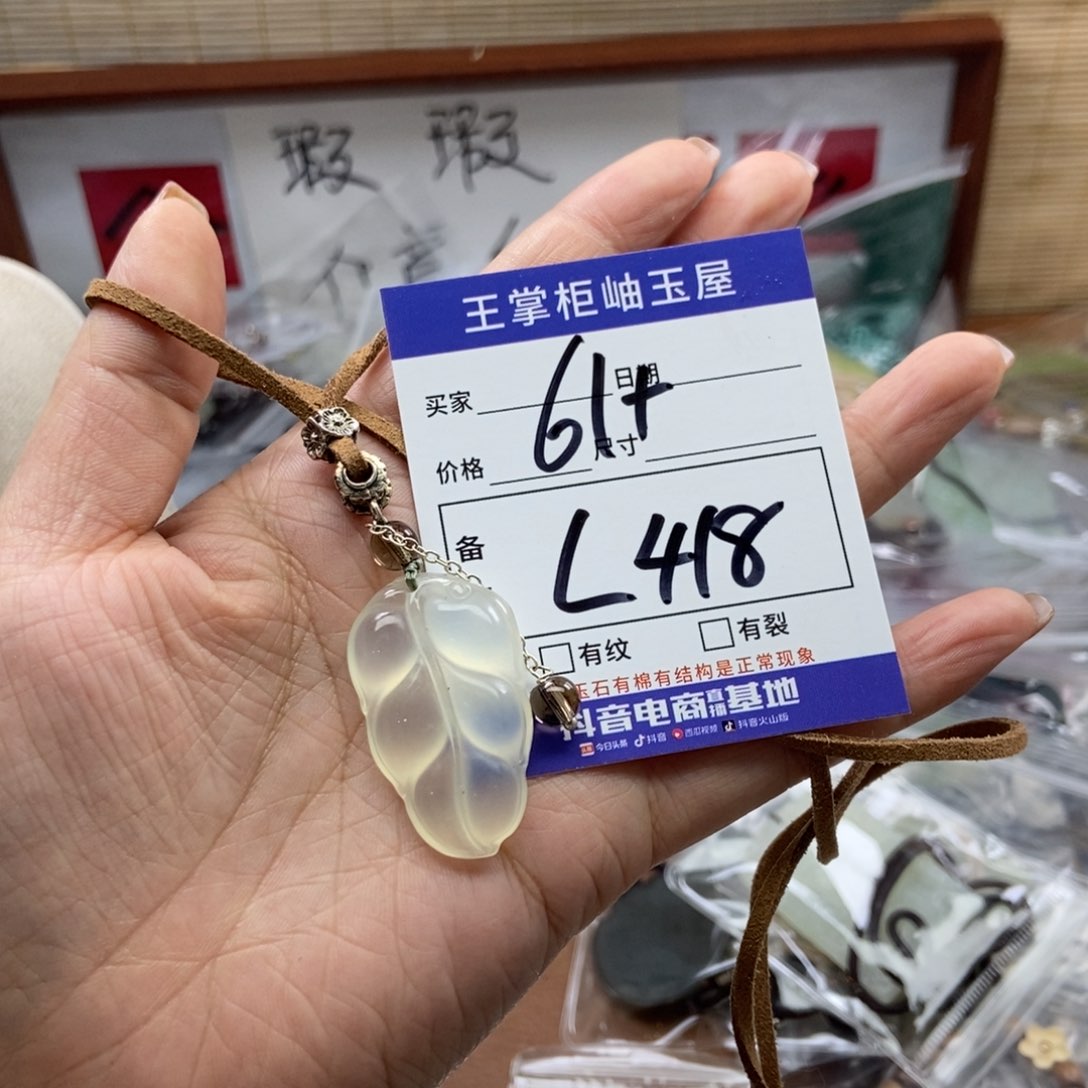 瑕 瑕
王掌柜岫玉屋
买家 日期
61+
价格 尺寸
备 L418
有纹 有裂
玉石有棉有结构是正常现象
抖音电商直播基地
今日头条 抖音 西瓜视频 抖音火山版